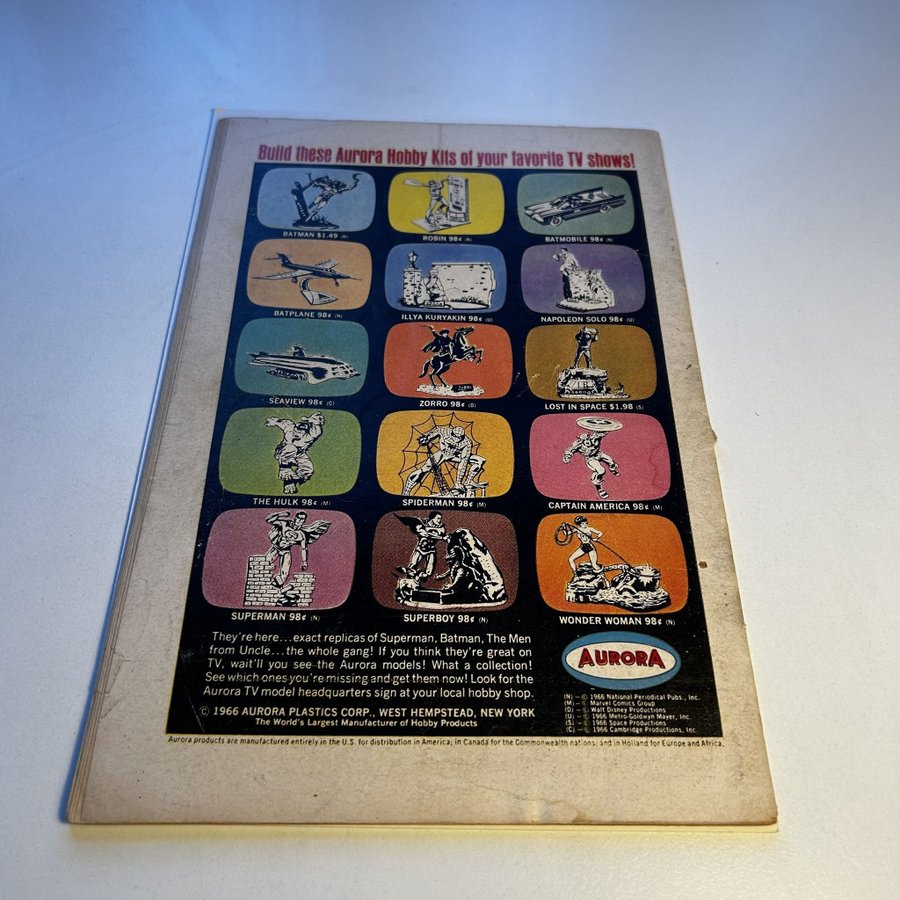 Build these Aurora Hobby Kits of your favorite TV shows!
BATMAN $1.49 (N)
ROBIN 98¢ (N)
BATMOBILE 98¢ (N)
BATPLANE 98¢ (N)
ILLYA KURYAKIN 98¢ (U)
NAPOLEON SOLO 98¢ (U)
SEAVIEW 98¢ (C)
ZORRO 98¢ (D)
LOST IN SPACE $1.98 (S)
THE HULK 98¢ (M)
SPIDERMAN 98¢ (M)
CAPTAIN AMERICA 98¢ (M)
SUPERMAN 98¢ (N)
SUPERBOY 98¢ (N)
WONDER WOMAN 98¢ (N)
They're here...exact replicas of Superman, Batman, The Men
from Uncle...the whole gang! If you think they're great on
TV, wait'll you see the Aurora models! What a collection!
See which ones you're missing and get them now! Look for the
Aurora TV model headquarters sign at your local hobby shop.
© 1966 AURORA PLASTICS CORP., WEST HEMPSTEAD, NEW YORK
The World's Largest Manufacturer of Hobby Products
AURORA
(N) — © 1966 National Periodical Pubs., Inc.
(M) — © Marvel Comics Group
(D) — © Walt Disney Productions
(U) — © 1966 Metro-Goldwyn Mayer, Inc.
(S) — © 1966 Space Productions
(C) — © 1966 Cambridge Productions, Inc.
Aurora products are manufactured entirely in the U.S. for distribution in America; in Canada for the Commonwealth nations; and in Holland for Europe and Africa.